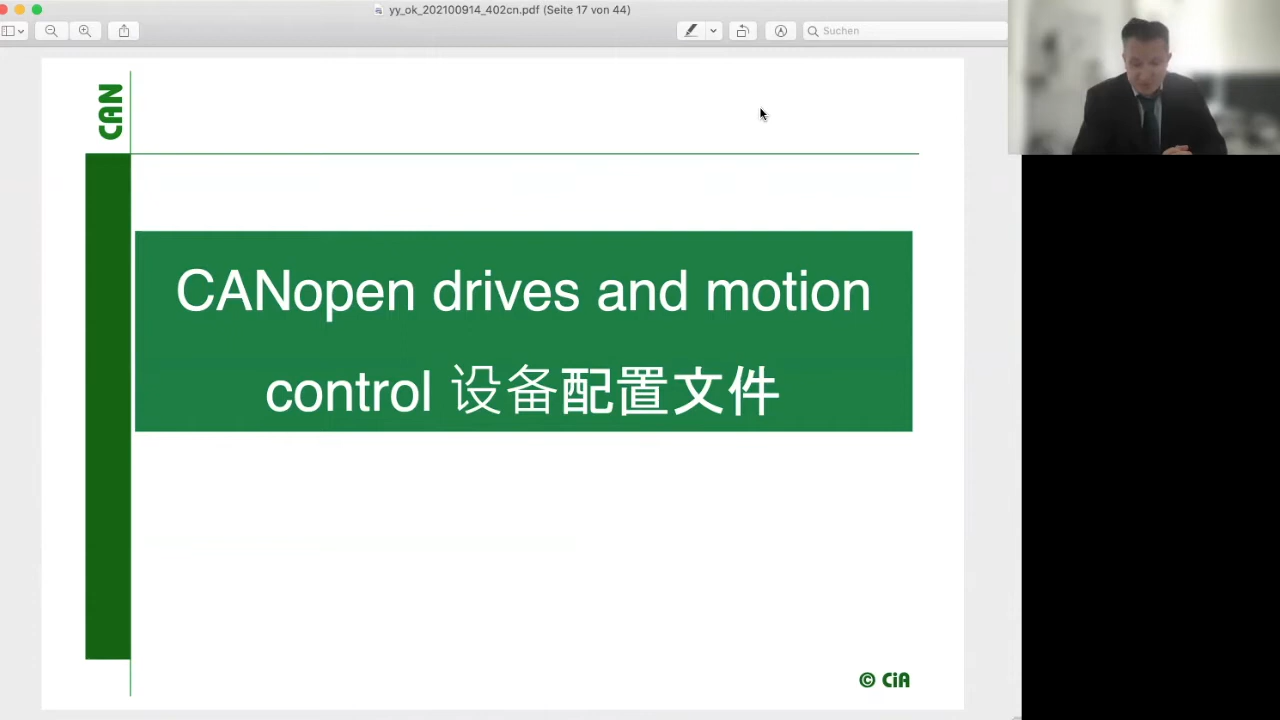 yy_ok_202100914_402cn.pdf (Seite 17 von 44)
Suchen
CAN
CANopen drives and motion
control 设备配置文件
© CiA